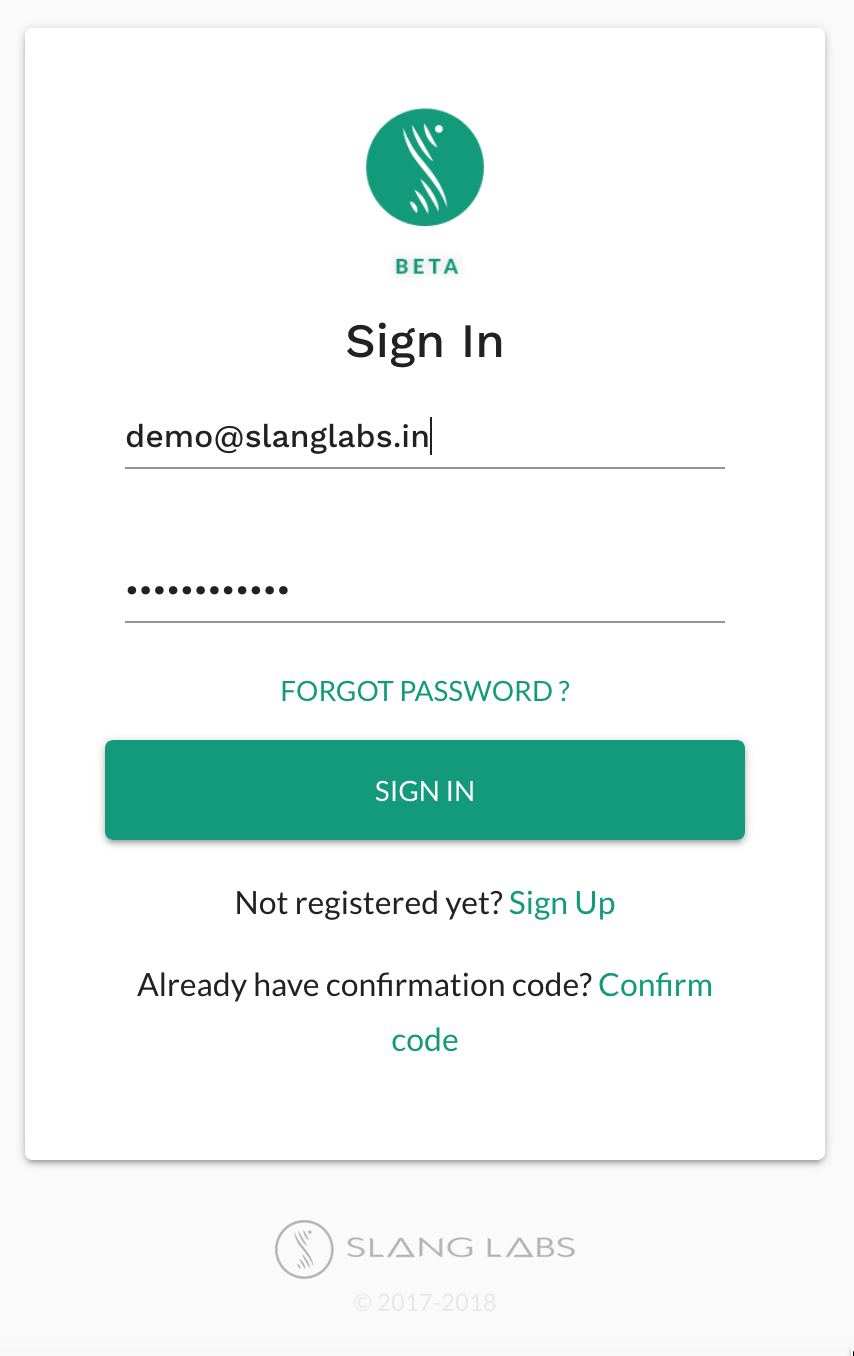 BETA
Sign In
demo@slanglabs.in
••••••••••••
FORGOT PASSWORD ?
SIGN IN
Not registered yet? Sign Up
Already have confirmation code? Confirm
code
SLANG LABS
© 2017-2018